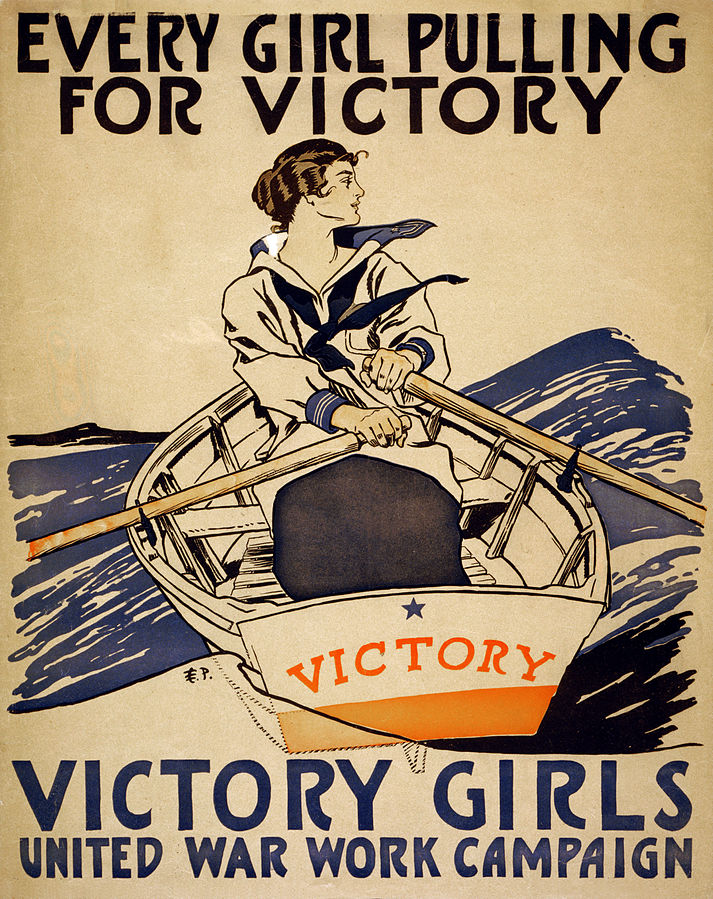 EVERY GIRL PULLING
FOR VICTORY
VICTORY
E.P.
VICTORY GIRLS
UNITED WAR WORK CAMPAIGN